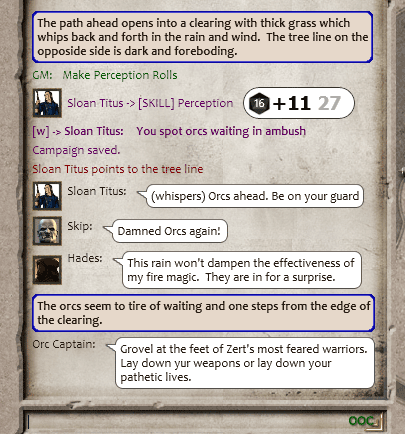 The path ahead opens into a clearing with thick grass which
whips back and forth in the rain and wind. The tree line on the
opposide side is dark and foreboding.
GM: Make Perception Rolls
Sloan Titus -> [SKILL] Perception 16 +11 27
[w] -> Sloan Titus: You spot orcs waiting in ambush
Campaign saved.
Sloan Titus points to the tree line
Sloan Titus: (whispers) Orcs ahead. Be on your guard
Skip: Damned Orcs again!
Hades: This rain won't dampen the effectiveness of
my fire magic. They are in for a surprise.
The orcs seem to tire of waiting and one steps from the edge of
the clearing.
Orc Captain: Grovel at the feet of Zert's most feared warriors.
Lay down yur weapons or lay down your
pathetic lives.
OOC